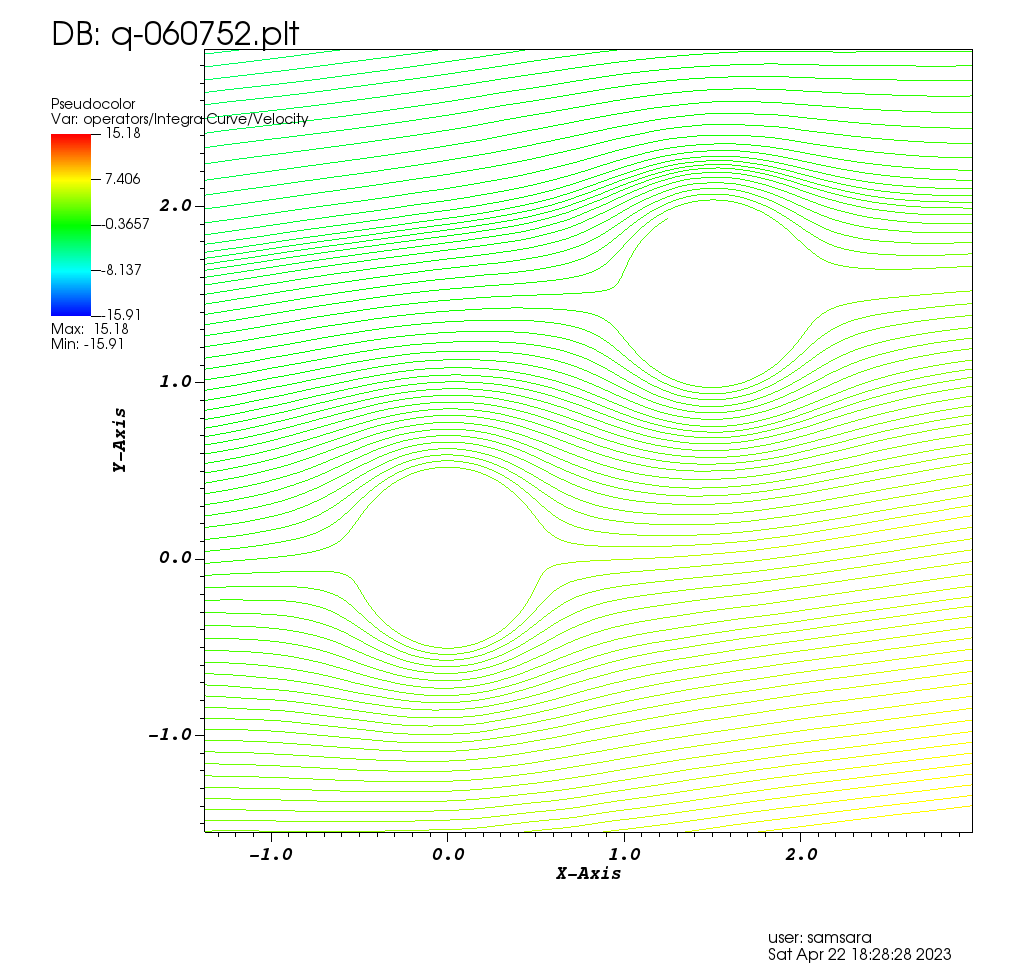 DB: q-060752.plt
Pseudocolor
Var: operators/IntegralCurve/Velocity
15.18
7.406
-0.3657
-8.137
-15.91
Max: 15.18
Min: -15.91
2.0
1.0
0.0
-1.0
Y-Axis
-1.0 0.0 1.0 2.0
X-Axis
user: samsara
Sat Apr 22 18:28:28 2023